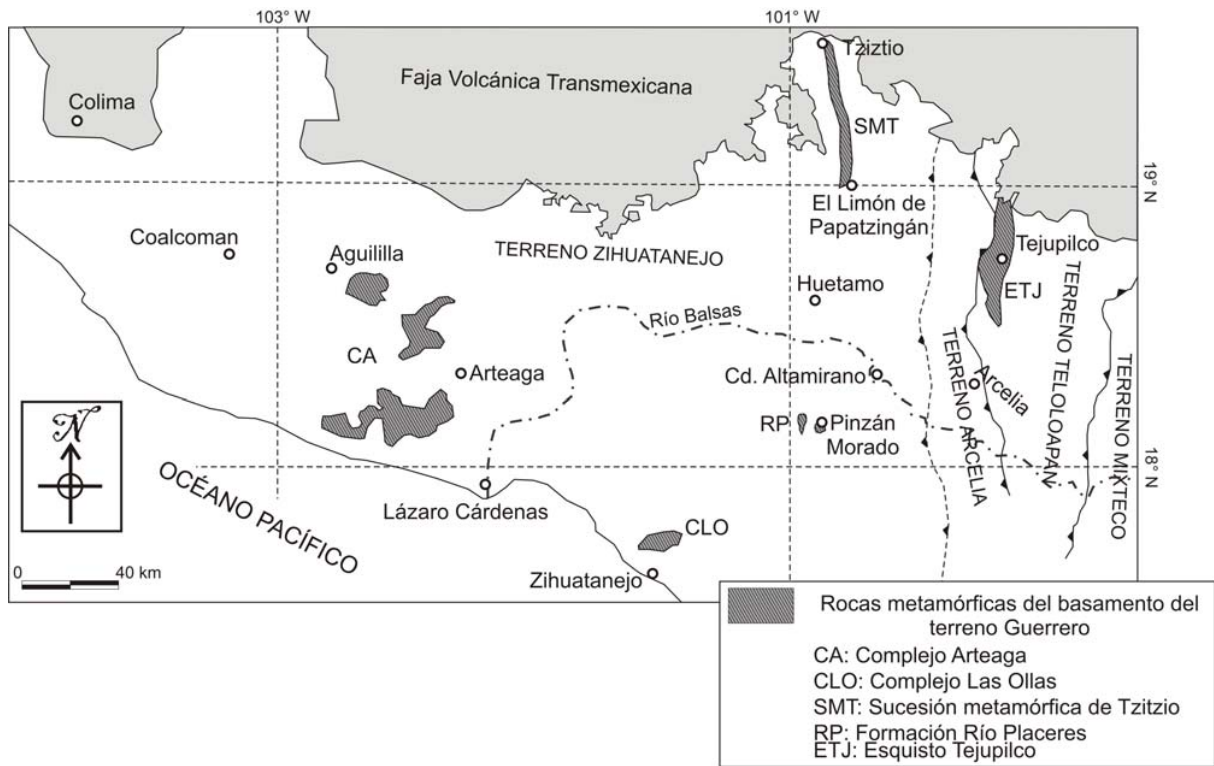 103° W
101° W
Faja Volcánica Transmexicana
Colima
Tziztio
SMT
19° N
El Limón de
Papatzingán
Coalcoman
Aguililla
TERRENO ZIHUATANEJO
Tejupilco
ETJ
Huetamo
Río Balsas
CA
Arteaga
Cd. Altamirano
Arcelia
TERRENO ARCELIA
TERRENO TELOLOAPAN
TERRENO MIXTECO
RP
Pinzán
Morado
18° N
N
OCÉANO PACÍFICO
Lázaro Cárdenas
CLO
Zihuatanejo
0 40 km
Rocas metamórficas del basamento del
terreno Guerrero
CA: Complejo Arteaga
CLO: Complejo Las Ollas
SMT: Sucesión metamórfica de Tzitzio
RP: Formación Río Placeres
ETJ: Esquisto Tejupilco